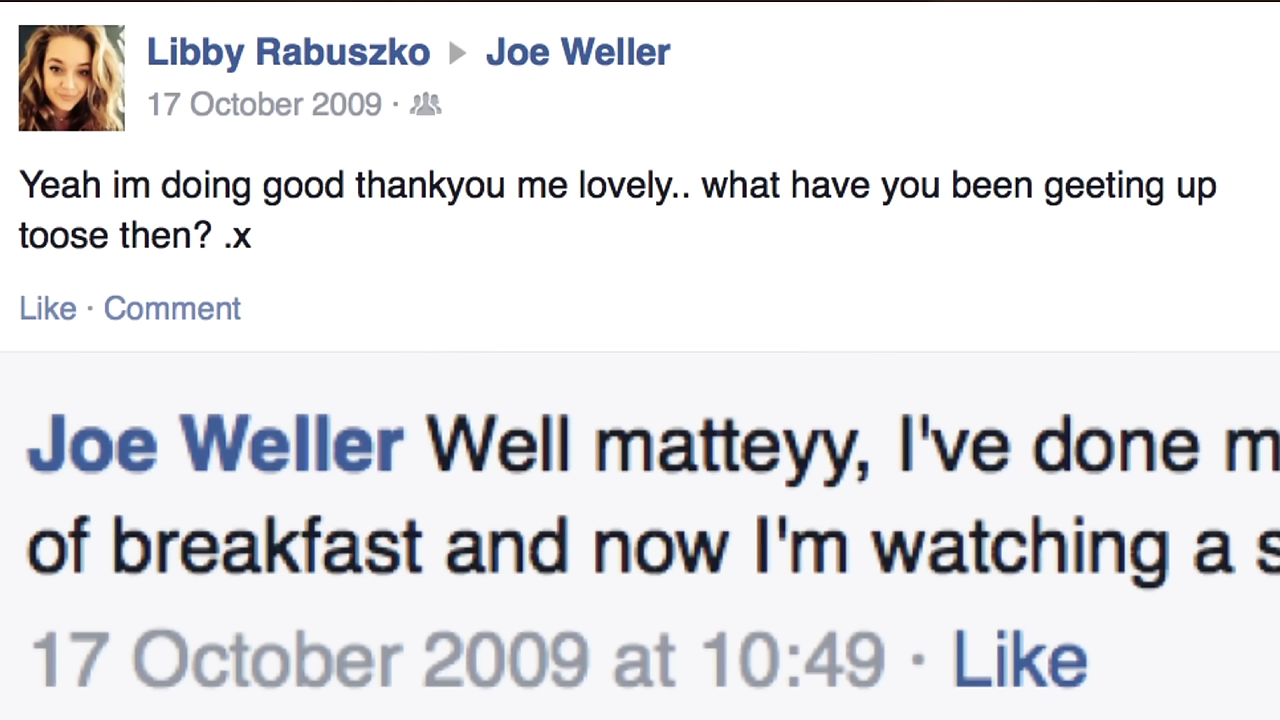 Libby Rabuszko ▶ Joe Weller
17 October 2009 ·
Yeah im doing good thankyou me lovely.. what have you been geeting up
toose then? .x
Like · Comment
Joe Weller Well matteyy, I've done m
of breakfast and now I'm watching a s
17 October 2009 at 10:49 · Like